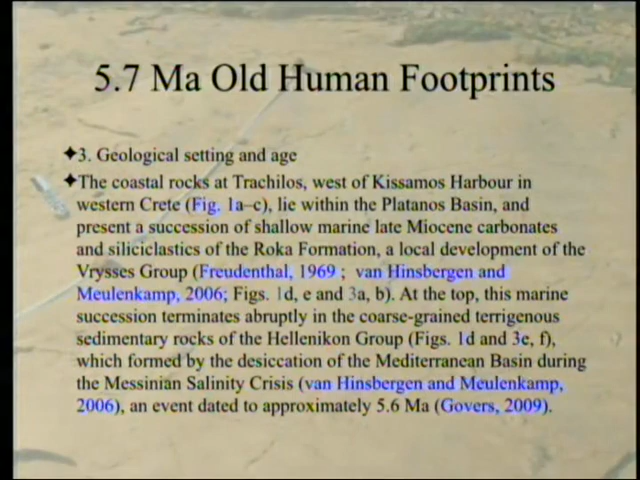 5.7 Ma Old Human Footprints
✦3. Geological setting and age
✦The coastal rocks at Trachilos, west of Kissamos Harbour in
western Crete (Fig. 1a–c), lie within the Platanos Basin, and
present a succession of shallow marine late Miocene carbonates
and siliciclastics of the Roka Formation, a local development of the
Vrysses Group (Freudenthal, 1969 ; van Hinsbergen and
Meulenkamp, 2006; Figs. 1d, e and 3a, b). At the top, this marine
succession terminates abruptly in the coarse-grained terrigenous
sedimentary rocks of the Hellenikon Group (Figs. 1d and 3e, f),
which formed by the desiccation of the Mediterranean Basin during
the Messinian Salinity Crisis (van Hinsbergen and Meulenkamp,
2006), an event dated to approximately 5.6 Ma (Govers, 2009).